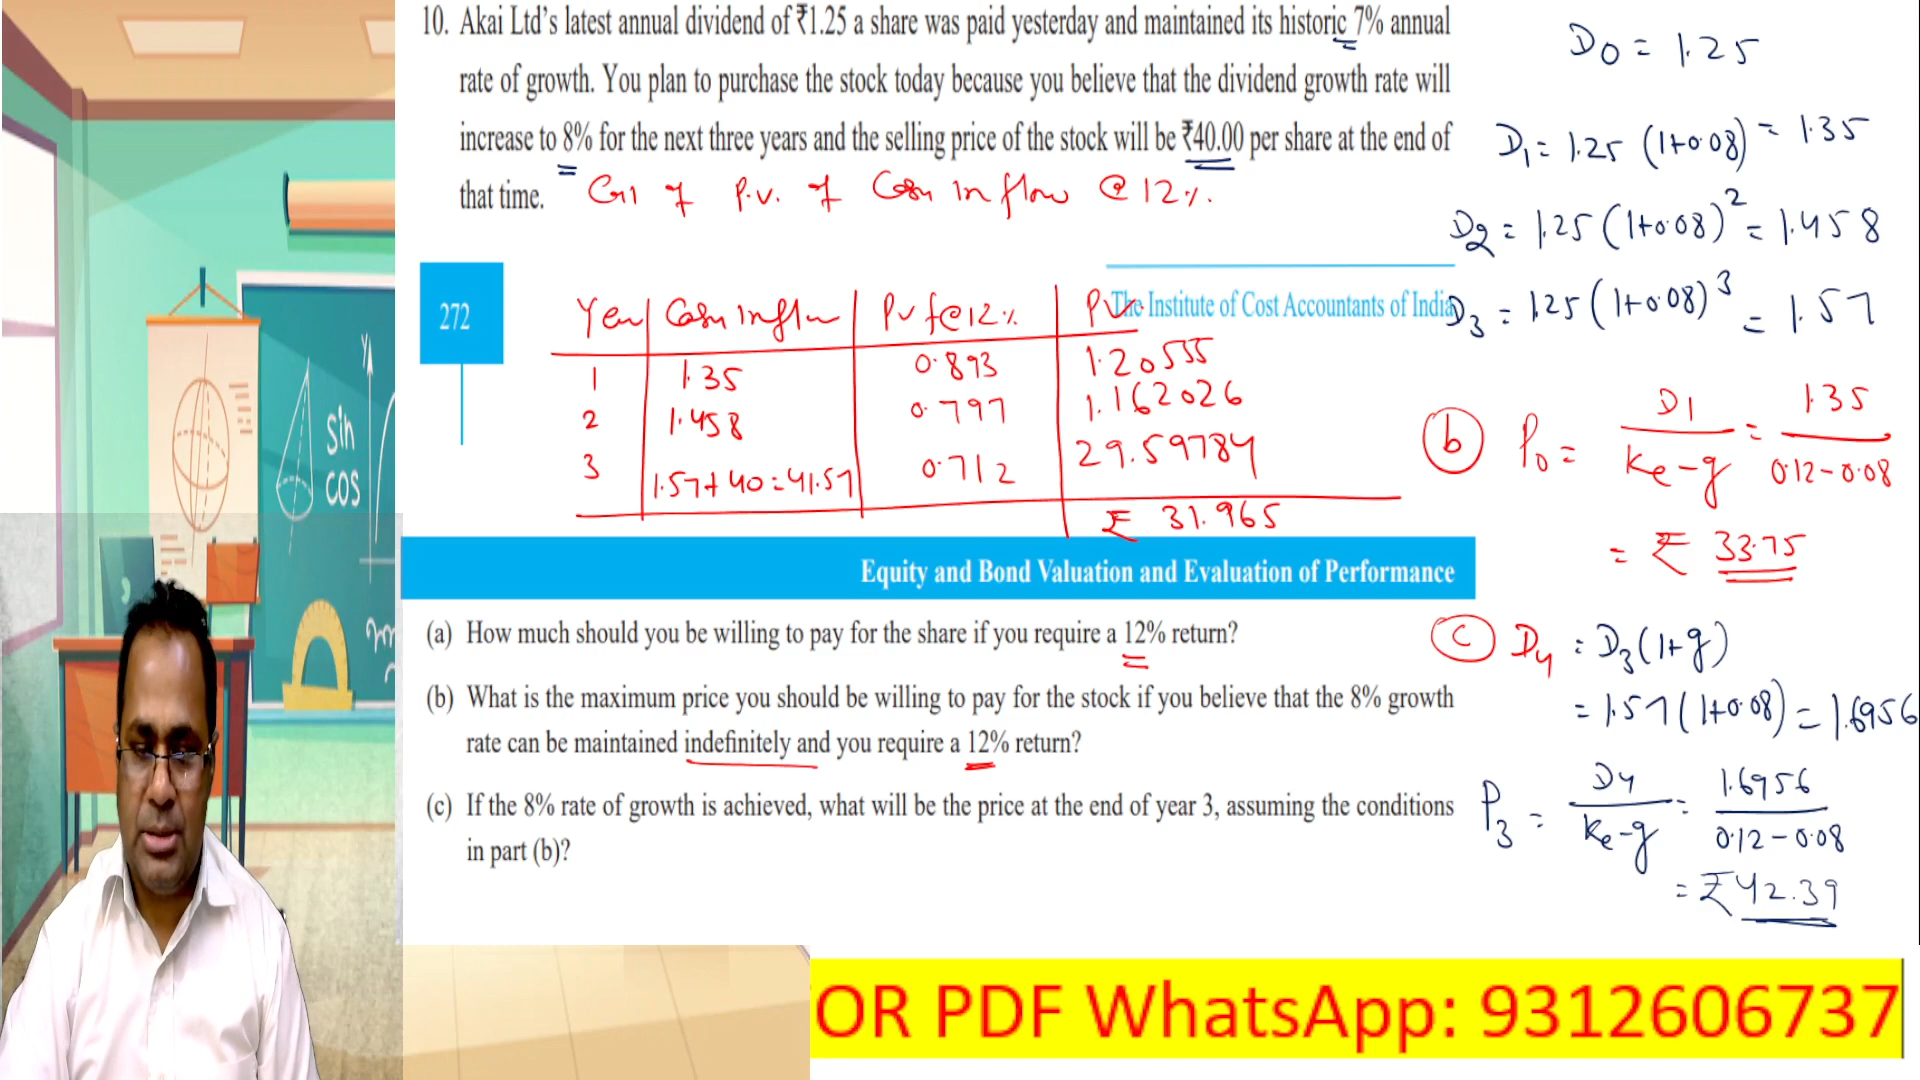 10. Akai Ltd's latest annual dividend of ₹1.25 a share was paid yesterday and maintained its historic 7% annual
rate of growth. You plan to purchase the stock today because you believe that the dividend growth rate will
increase to 8% for the next three years and the selling price of the stock will be ₹40.00 per share at the end of
that time.
P.V. of Cash inflow @ 12%.
272
The Institute of Cost Accountants of India
Year Cash inflow Pvf@12% PV
1 1.35 0.893 1.20555
2 1.458 0.797 1.162026
3 1.57+40=41.57 0.712 29.59784
₹ 31.965
Equity and Bond Valuation and Evaluation of Performance
(a) How much should you be willing to pay for the share if you require a 12% return?
(b) What is the maximum price you should be willing to pay for the stock if you believe that the 8% growth
rate can be maintained indefinitely and you require a 12% return?
(c) If the 8% rate of growth is achieved, what will be the price at the end of year 3, assuming the conditions
in part (b)?
D0 = 1.25
D1 = 1.25 (1+0.08) = 1.35
D2 = 1.25 (1+0.08)² = 1.458
D3 = 1.25 (1+0.08)³ = 1.57
(b) P0 = D1 / Ke-g = 1.35 / 0.12-0.08
= ₹ 33.75
(c) D4 = D3 (1+g)
= 1.57 (1+0.08) = 1.6956
P3 = D4 / Ke-g = 1.6956 / 0.12-0.08
= ₹ 42.39
sin
cos
y
OR PDF WhatsApp: 9312606737